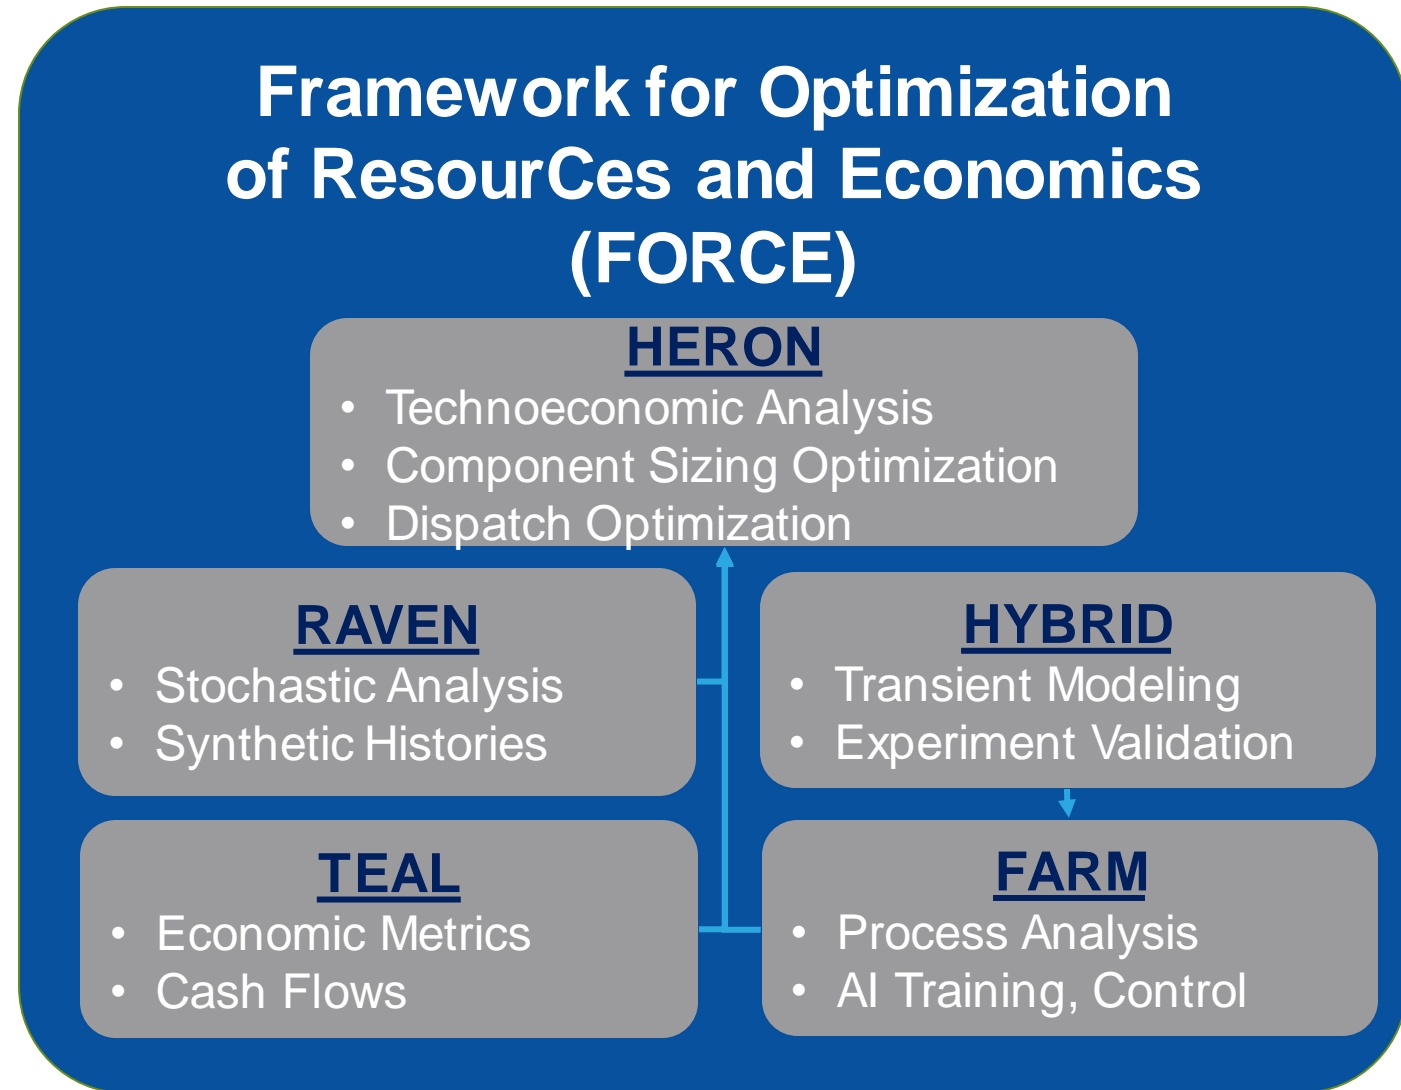 Framework for Optimization
of ResourCes and Economics
(FORCE)
HERON
• Technoeconomic Analysis
• Component Sizing Optimization
• Dispatch Optimization
RAVEN
• Stochastic Analysis
• Synthetic Histories
HYBRID
• Transient Modeling
• Experiment Validation
TEAL
• Economic Metrics
• Cash Flows
FARM
• Process Analysis
• AI Training, Control